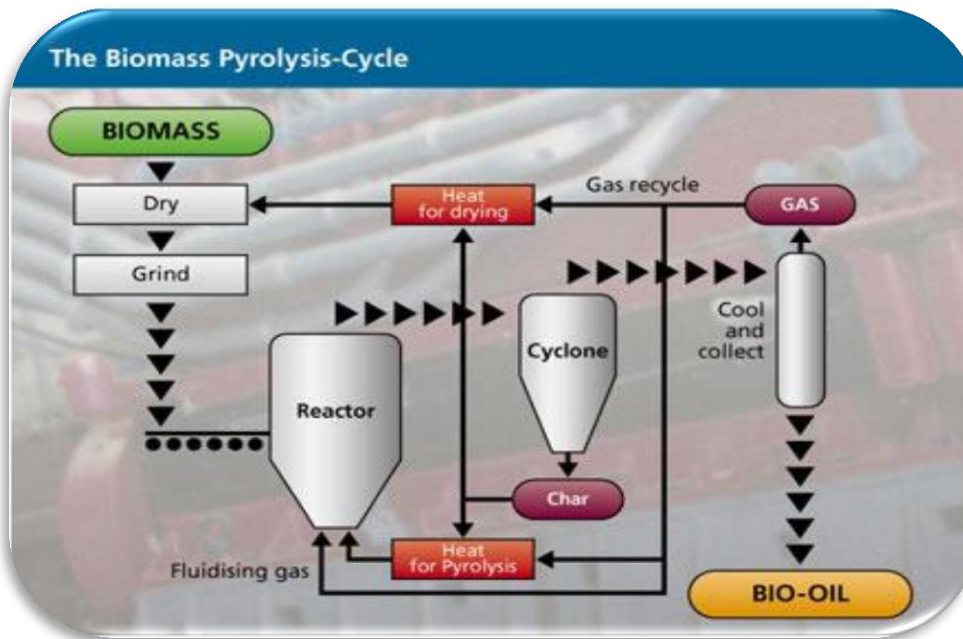 The Biomass Pyrolysis-Cycle
BIOMASS
Dry
Grind
Heat
for drying
Gas recycle
GAS
Cool
and
collect
Cyclone
Reactor
Char
Heat
for Pyrolysis
Fluidising gas
BIO-OIL